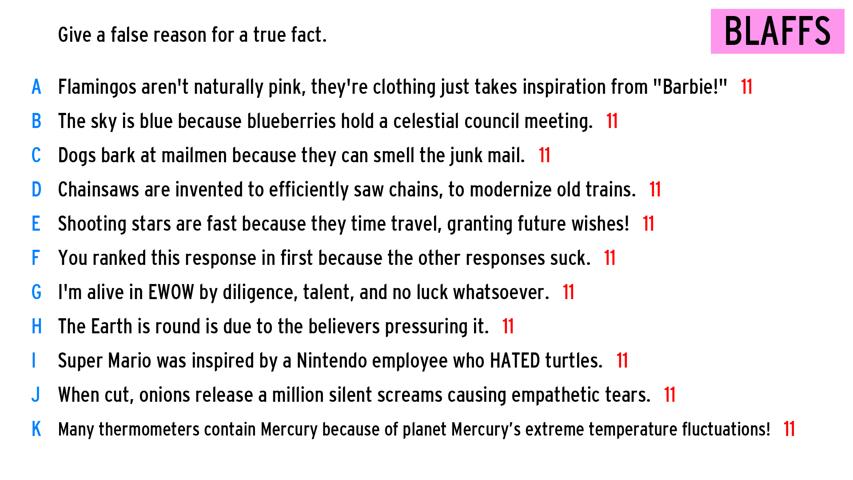 Give a false reason for a true fact.
BLAFFS
A Flamingos aren't naturally pink, they're clothing just takes inspiration from "Barbie!" 11
B The sky is blue because blueberries hold a celestial council meeting. 11
C Dogs bark at mailmen because they can smell the junk mail. 11
D Chainsaws are invented to efficiently saw chains, to modernize old trains. 11
E Shooting stars are fast because they time travel, granting future wishes! 11
F You ranked this response in first because the other responses suck. 11
G I'm alive in EWOW by diligence, talent, and no luck whatsoever. 11
H The Earth is round is due to the believers pressuring it. 11
I Super Mario was inspired by a Nintendo employee who HATED turtles. 11
J When cut, onions release a million silent screams causing empathetic tears. 11
K Many thermometers contain Mercury because of planet Mercury’s extreme temperature fluctuations! 11